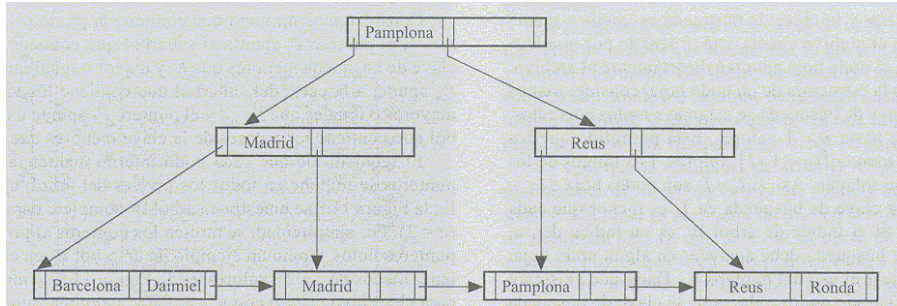 Pamplona
Madrid
Reus
Barcelona Daimiel
Madrid
Pamplona
Reus Ronda